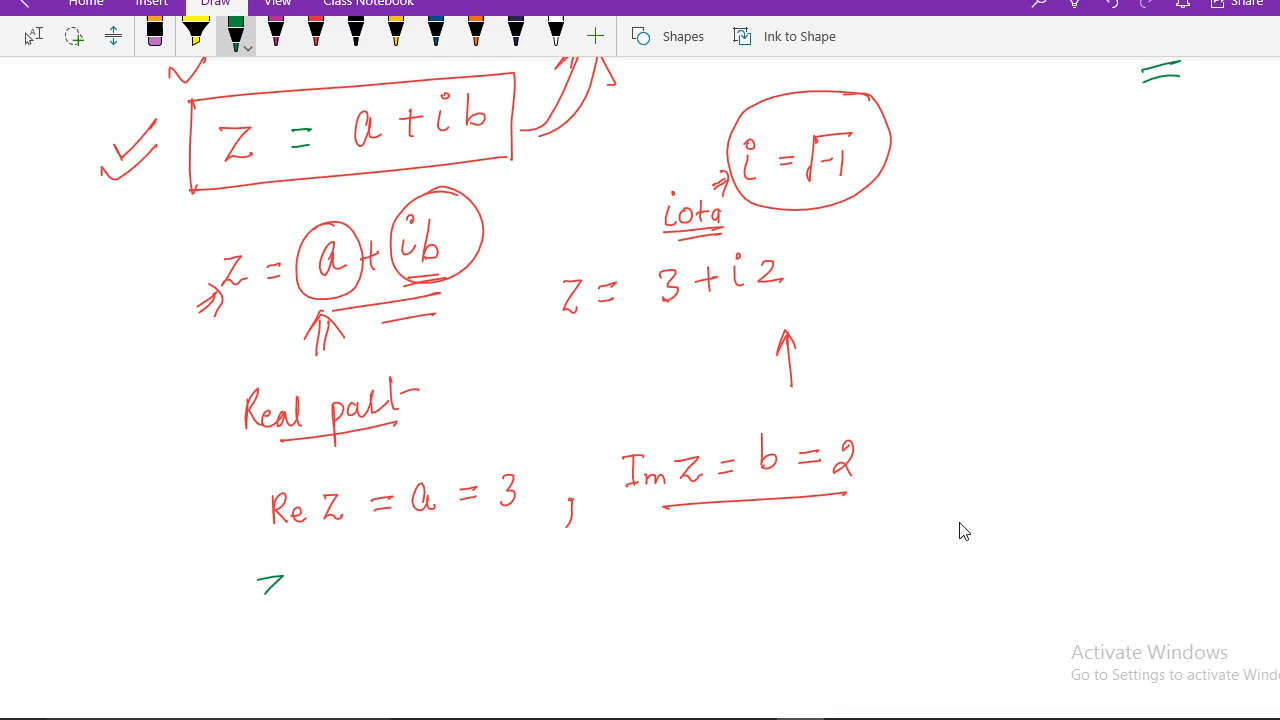 Home Insert Draw View Class Notebook Share
Shapes Ink to Shape
z = a + ib
i = √-1
iota
z = a + ib
z = 3 + i2
Real part
Re z = a = 3 , Im z = b = 2
Activate Windows
Go to Settings to activate Wind